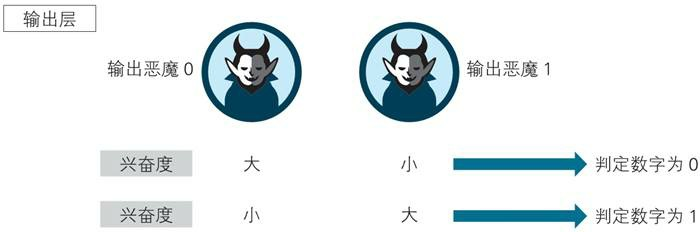 输出层
输出恶魔 0 输出恶魔 1
兴奋度 大 小 判定数字为 0
兴奋度 小 大 判定数字为 1